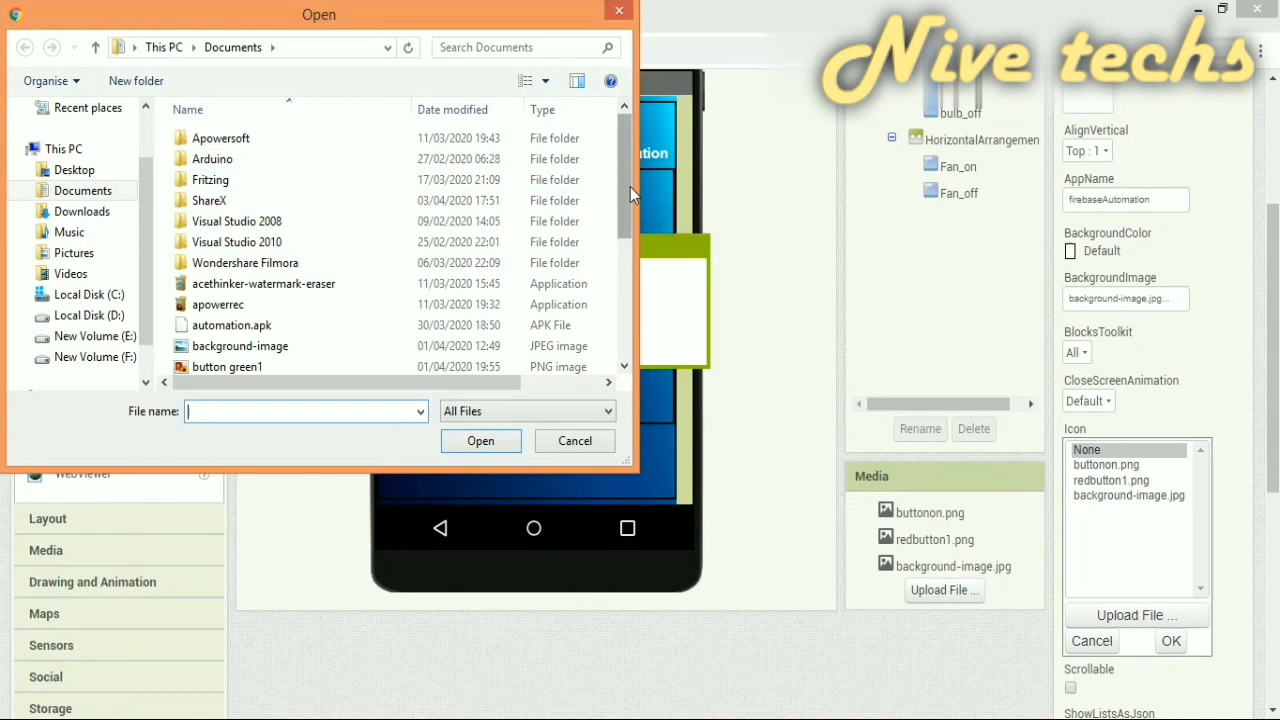 Open
Nive techs
This PC
Documents
Search Documents
Organise
New folder
Recent places
This PC
Desktop
Documents
Downloads
Music
Pictures
Videos
Local Disk (C:)
Local Disk (D:)
New Volume (E:)
New Volume (F:)
Name Date modified Type
Apowersoft 11/03/2020 19:43 File folder
Arduino 27/02/2020 06:28 File folder
Fritzing 17/03/2020 21:09 File folder
ShareX 03/04/2020 17:51 File folder
Visual Studio 2008 09/02/2020 14:05 File folder
Visual Studio 2010 25/02/2020 22:01 File folder
Wondershare Filmora 06/03/2020 22:09 File folder
acethinker-watermark-eraser 11/03/2020 15:45 Application
apowerrec 11/03/2020 19:32 Application
automation.apk 30/03/2020 18:50 APK File
background-image 01/04/2020 12:49 JPEG image
button green1 01/04/2020 19:55 PNG image
File name:
All Files
Open
Cancel
WebViewer
Layout
Media
Drawing and Animation
Maps
Sensors
Social
Storage
ation
bulb_off
HorizontalArrangemen
Fan_on
Fan_off
Rename
Delete
Media
buttonon.png
redbutton1.png
background-image.jpg
Upload File ...
AlignVertical
Top : 1
AppName
firebaseAutomation
BackgroundColor
Default
BackgroundImage
background-image.jpg...
BlocksToolkit
All
CloseScreenAnimation
Default
Icon
None
buttonon.png
redbutton1.png
background-image.jpg
Upload File ...
Cancel
OK
Scrollable
ShowListsAsJson